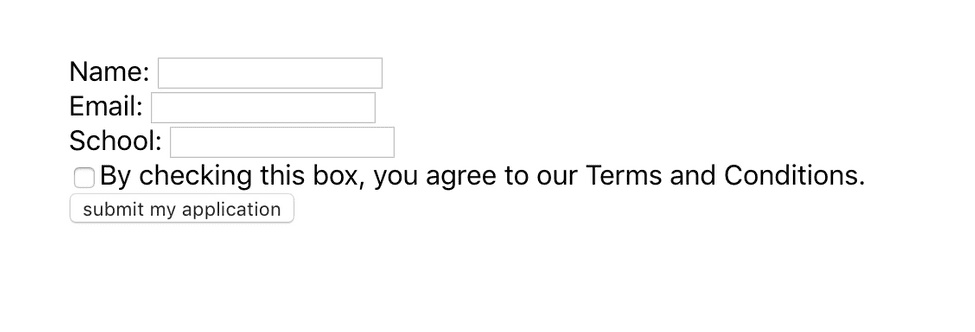 Name:
Email:
School:
By checking this box, you agree to our Terms and Conditions.
submit my application